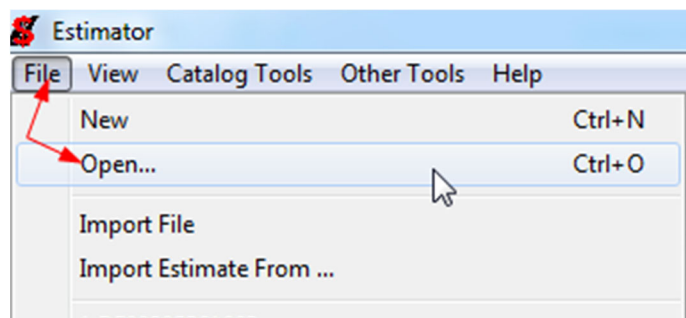 Estimator
File View Catalog Tools Other Tools Help
New Ctrl+N
Open... Ctrl+O
Import File
Import Estimate From ...